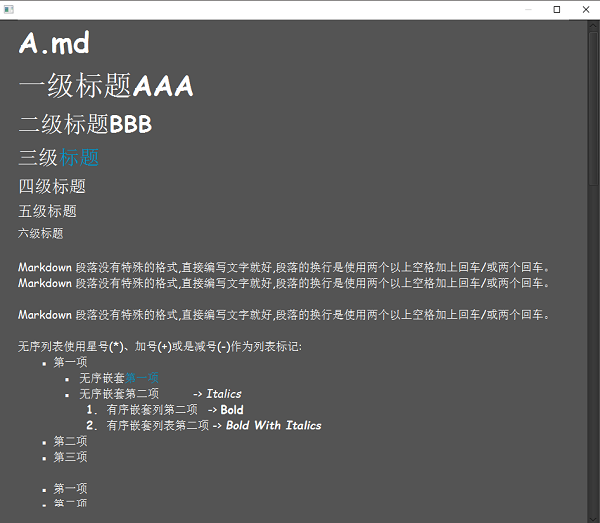 A.md
一级标题AAA
二级标题BBB
三级标题
四级标题
五级标题
六级标题
Markdown 段落没有特殊的格式,直接编写文字就好,段落的换行是使用两个以上空格加上回车/或两个回车。
Markdown 段落没有特殊的格式,直接编写文字就好,段落的换行是使用两个以上空格加上回车/或两个回车。
Markdown 段落没有特殊的格式,直接编写文字就好,段落的换行是使用两个以上空格加上回车/或两个回车。
无序列表使用星号(*)、加号(+)或是减号(-)作为列表标记:
▪ 第一项
▪ 无序嵌套第一项
▪ 无序嵌套第二项 -> Italics
1. 有序嵌套列第二项 -> Bold
2. 有序嵌套列表第二项 -> Bold With Italics
▪ 第二项
▪ 第三项
▪ 第一项
▪ 第二项